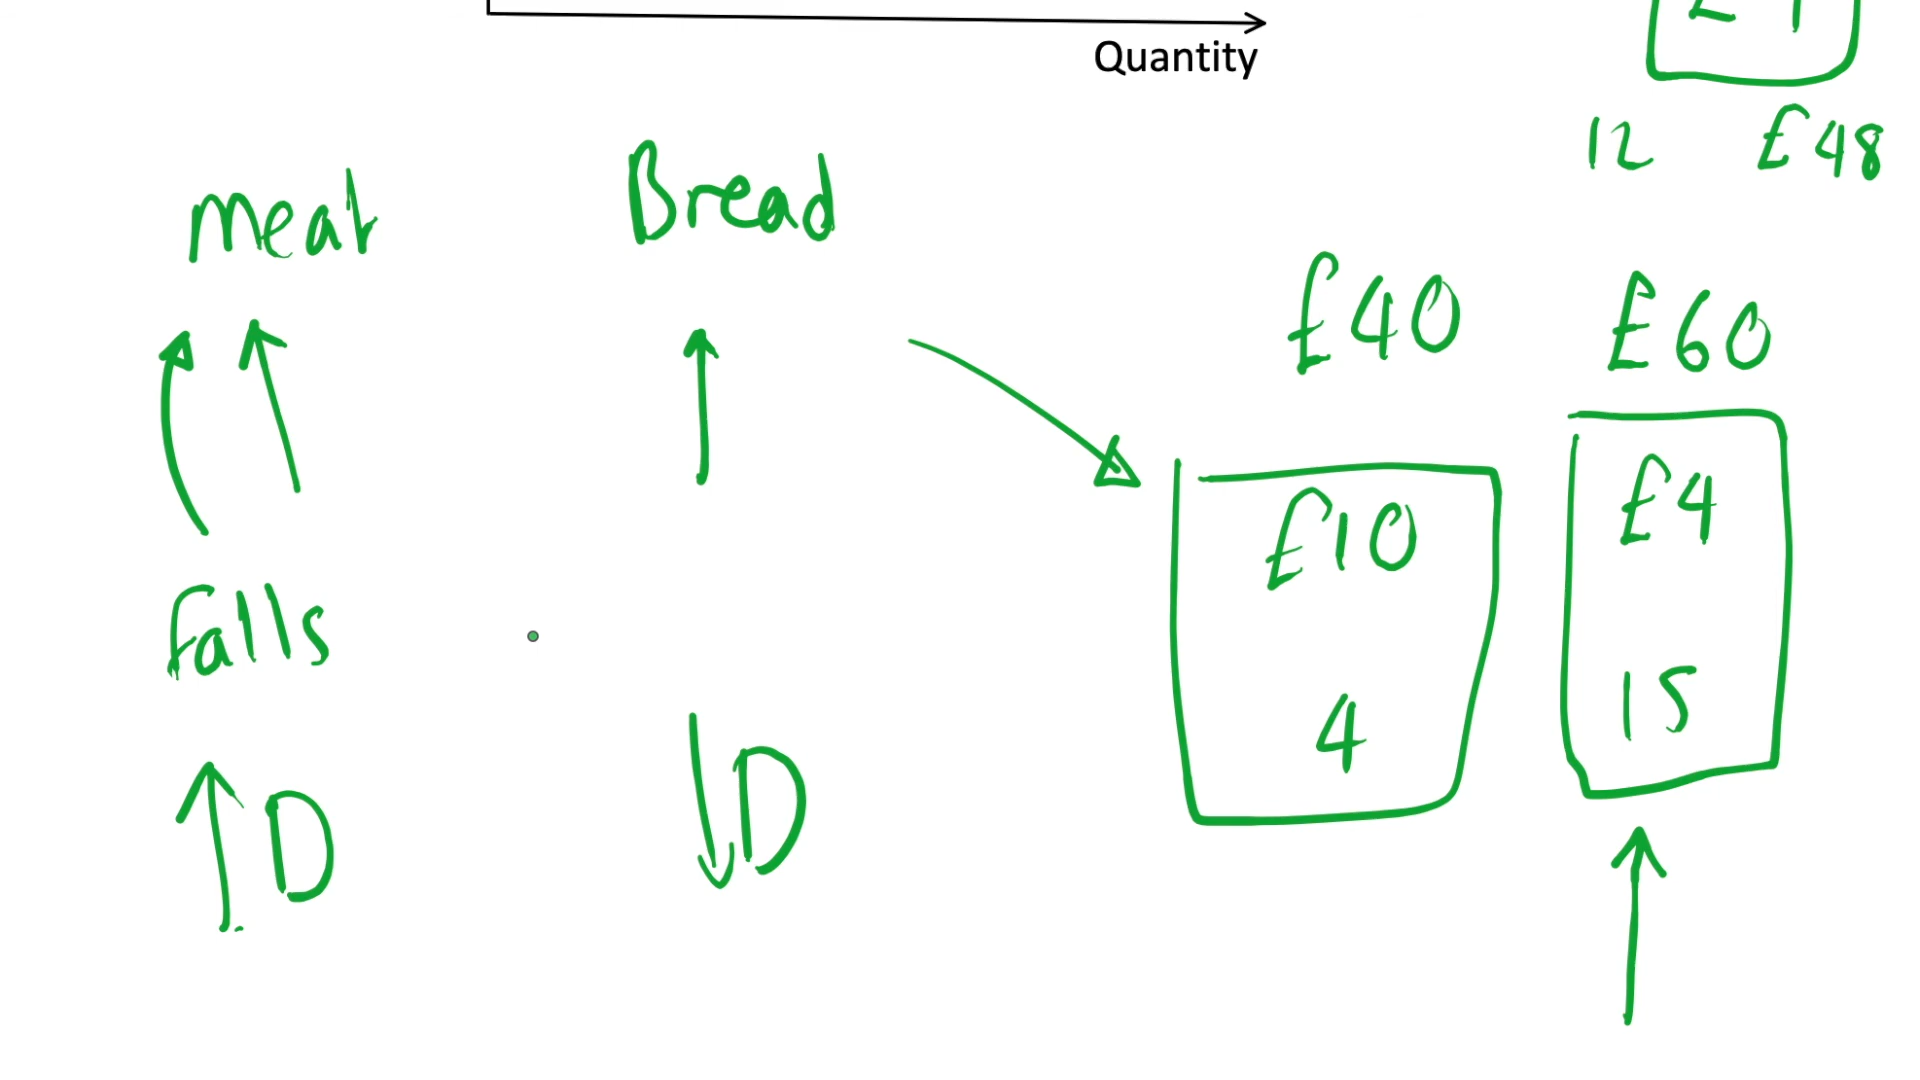 Quantity
12 £48
meat Bread
£40 £60
£10 £4
4 15
falls
D D